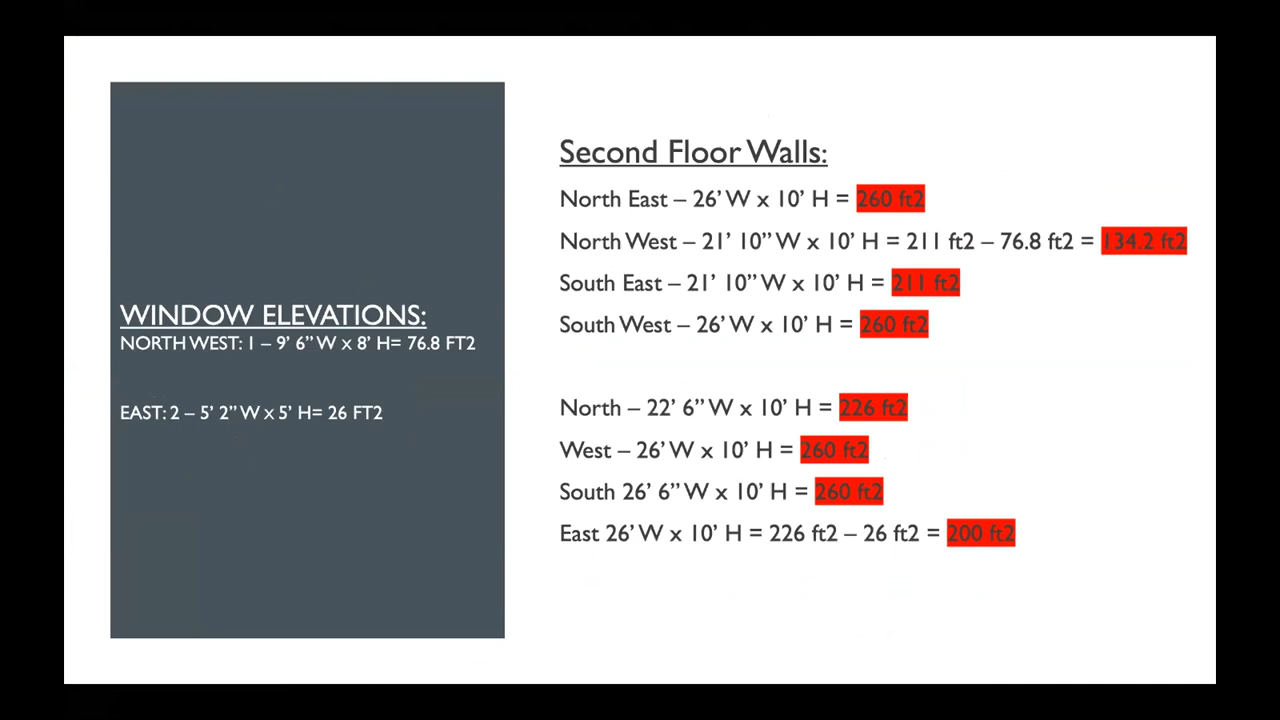 WINDOW ELEVATIONS:
NORTH WEST: 1 – 9’ 6” W x 8’ H= 76.8 FT2
EAST: 2 – 5’ 2” W x 5’ H= 26 FT2
Second Floor Walls:
North East – 26’ W x 10’ H = 260 ft2
North West – 21’ 10” W x 10’ H = 211 ft2 – 76.8 ft2 = 134.2 ft2
South East – 21’ 10” W x 10’ H = 211 ft2
South West – 26’ W x 10’ H = 260 ft2
North – 22’ 6” W x 10’ H = 226 ft2
West – 26’ W x 10’ H = 260 ft2
South 26’ 6” W x 10’ H = 260 ft2
East 26’ W x 10’ H = 226 ft2 – 26 ft2 = 200 ft2